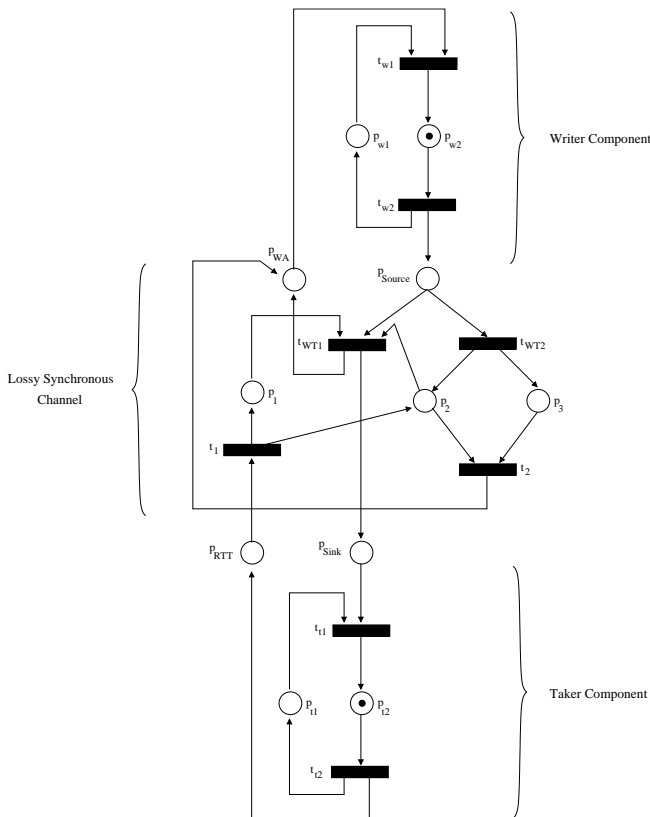 t_w1
p_w1
p_w2
Writer Component
t_w2
p_WA
p_Source
t_WT1
t_WT2
Lossy Synchronous
Channel
p_1
p_2
p_3
t_1
t_2
p_RTT
p_Sink
t_t1
p_t1
p_t2
Taker Component
t_t2